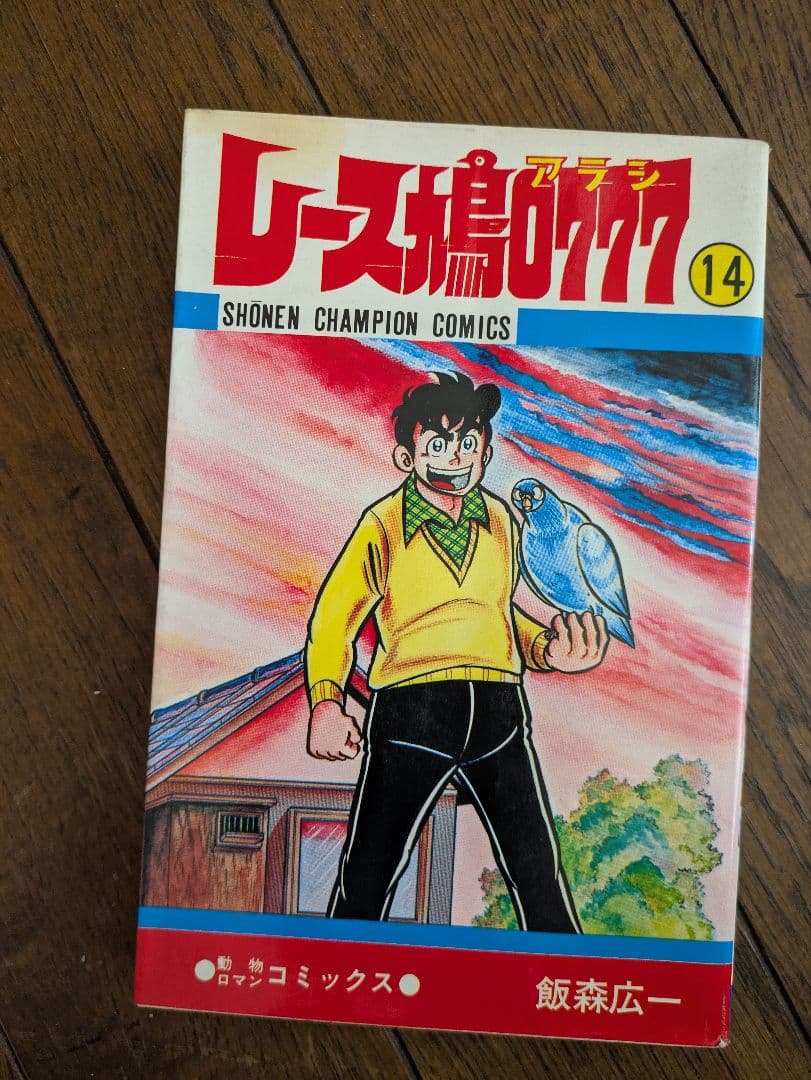 アラシ
レース鳩0777
14
SHŌNEN CHAMPION COMICS
●動物ロマンコミックス●
飯森広一